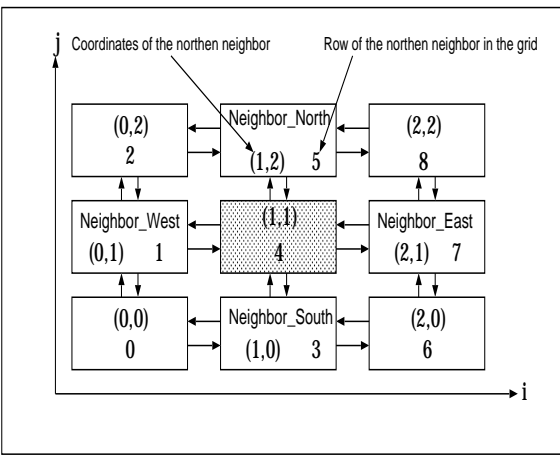 j
Coordinates of the northen neighbor
Row of the northen neighbor in the grid
(0,2)
2
Neighbor_North
(1,2) 5
(2,2)
8
Neighbor_West
(0,1) 1
(1,1)
4
Neighbor_East
(2,1) 7
(0,0)
0
Neighbor_South
(1,0) 3
(2,0)
6
i